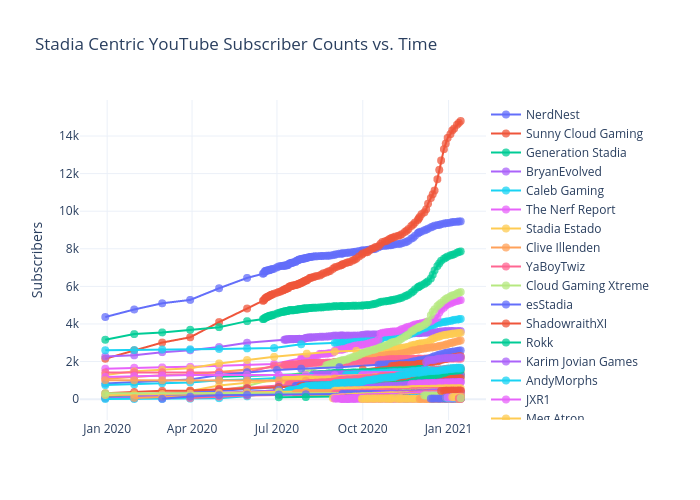 Stadia Centric YouTube Subscriber Counts vs. Time
Subscribers
14k
12k
10k
8k
6k
4k
2k
0
Jan 2020
Apr 2020
Jul 2020
Oct 2020
Jan 2021
NerdNest
Sunny Cloud Gaming
Generation Stadia
BryanEvolved
Caleb Gaming
The Nerf Report
Stadia Estado
Clive Illenden
YaBoyTwiz
Cloud Gaming Xtreme
esStadia
ShadowraithXI
Rokk
Karim Jovian Games
AndyMorphs
JXR1
Meg Atron